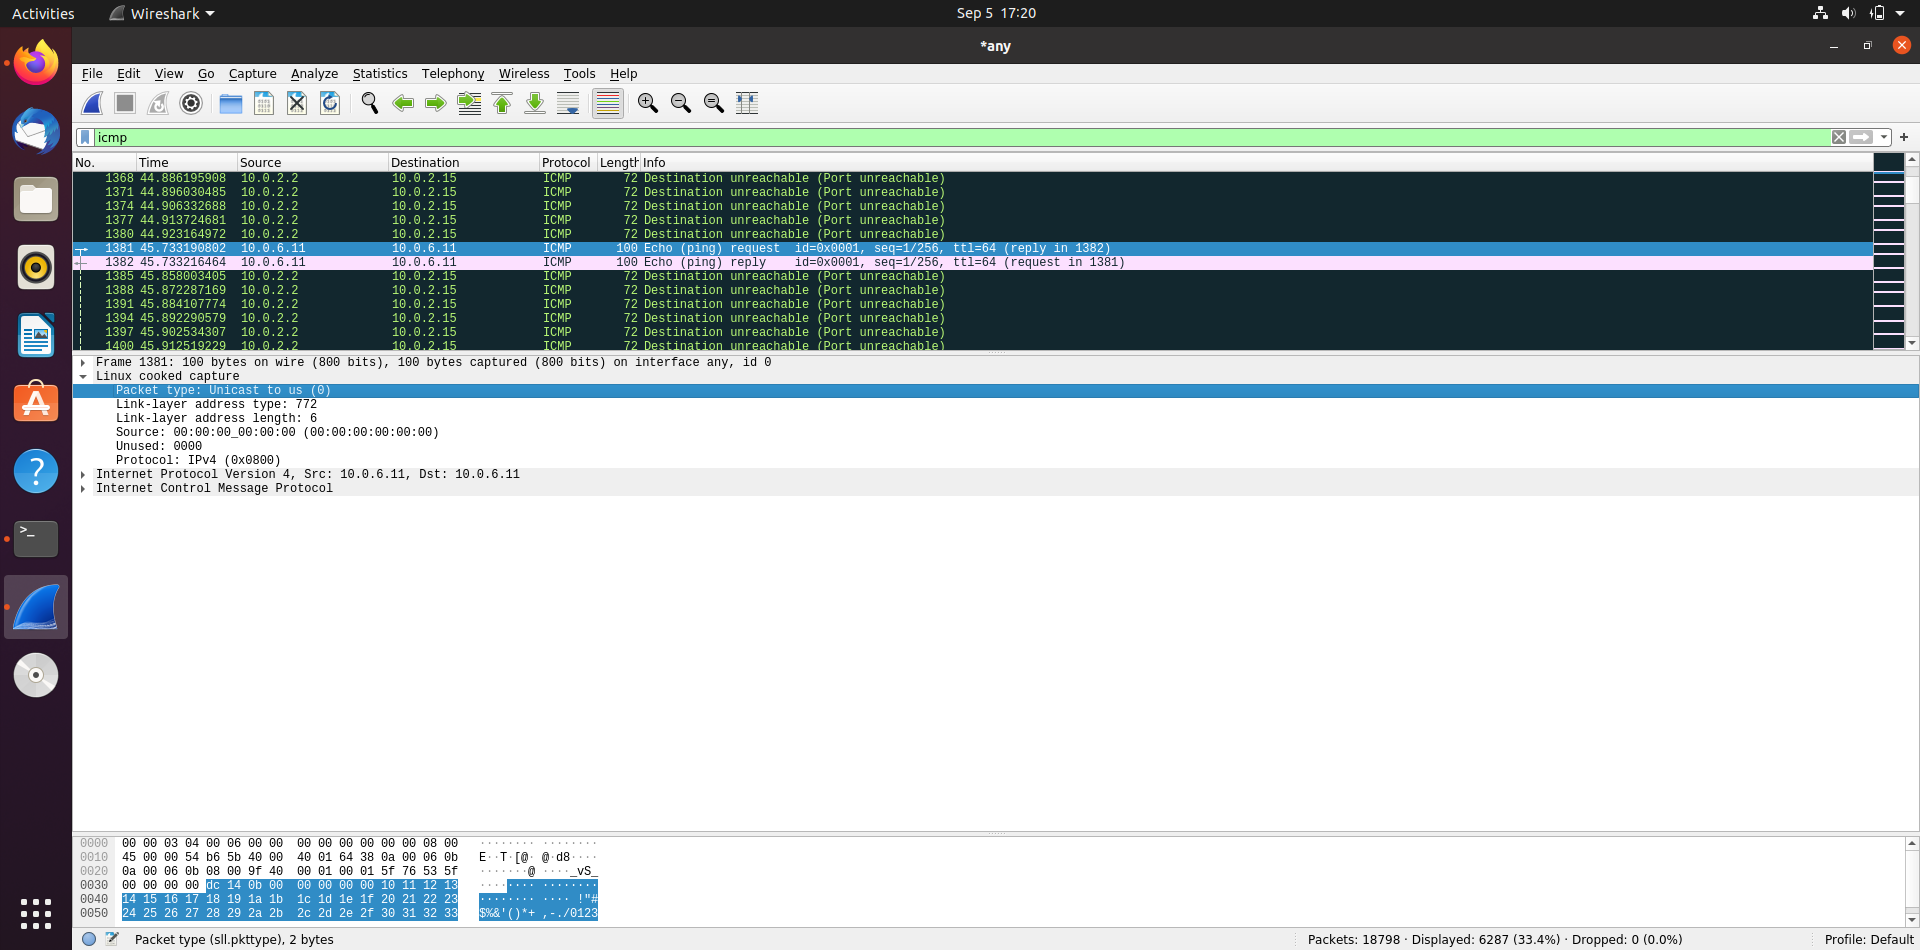 Activities Wireshark Sep 5 17:20
*any
File Edit View Go Capture Analyze Statistics Telephony Wireless Tools Help
icmp
No. Time Source Destination Protocol Length Info
1368 44.886195908 10.0.2.2 10.0.2.15 ICMP 72 Destination unreachable (Port unreachable)
1371 44.896030485 10.0.2.2 10.0.2.15 ICMP 72 Destination unreachable (Port unreachable)
1374 44.906332688 10.0.2.2 10.0.2.15 ICMP 72 Destination unreachable (Port unreachable)
1377 44.913724681 10.0.2.2 10.0.2.15 ICMP 72 Destination unreachable (Port unreachable)
1380 44.923164972 10.0.2.2 10.0.2.15 ICMP 72 Destination unreachable (Port unreachable)
1381 45.733190802 10.0.6.11 10.0.6.11 ICMP 100 Echo (ping) request id=0x0001, seq=1/256, ttl=64 (reply in 1382)
1382 45.733216464 10.0.6.11 10.0.6.11 ICMP 100 Echo (ping) reply id=0x0001, seq=1/256, ttl=64 (request in 1381)
1385 45.858003405 10.0.2.2 10.0.2.15 ICMP 72 Destination unreachable (Port unreachable)
1388 45.872287169 10.0.2.2 10.0.2.15 ICMP 72 Destination unreachable (Port unreachable)
1391 45.884107774 10.0.2.2 10.0.2.15 ICMP 72 Destination unreachable (Port unreachable)
1394 45.892290579 10.0.2.2 10.0.2.15 ICMP 72 Destination unreachable (Port unreachable)
1397 45.902534307 10.0.2.2 10.0.2.15 ICMP 72 Destination unreachable (Port unreachable)
1400 45.912519229 10.0.2.2 10.0.2.15 ICMP 72 Destination unreachable (Port unreachable)
Frame 1381: 100 bytes on wire (800 bits), 100 bytes captured (800 bits) on interface any, id 0
Linux cooked capture
Packet type: Unicast to us (0)
Link-layer address type: 772
Link-layer address length: 6
Source: 00:00:00_00:00:00 (00:00:00:00:00:00)
Unused: 0000
Protocol: IPv4 (0x0800)
Internet Protocol Version 4, Src: 10.0.6.11, Dst: 10.0.6.11
Internet Control Message Protocol
0000 00 00 03 04 00 06 00 00 00 00 00 00 00 00 08 00 ········ ········
0010 45 00 00 54 b6 5b 40 00 40 01 64 38 0a 00 06 0b E··T·[@· @·d8····
0020 0a 00 06 0b 08 00 9f 40 00 01 00 01 5f 76 53 5f ·······@ ····_vS_
0030 00 00 00 00 dc 14 0b 00 00 00 00 00 10 11 12 13 ········ ········
0040 14 15 16 17 18 19 1a 1b 1c 1d 1e 1f 20 21 22 23 ········ ···· !"#
0050 24 25 26 27 28 29 2a 2b 2c 2d 2e 2f 30 31 32 33 $%&'()*+ ,-./0123
Packet type (sll.pkttype), 2 bytes Packets: 18798 · Displayed: 6287 (33.4%) · Dropped: 0 (0.0%) Profile: Default